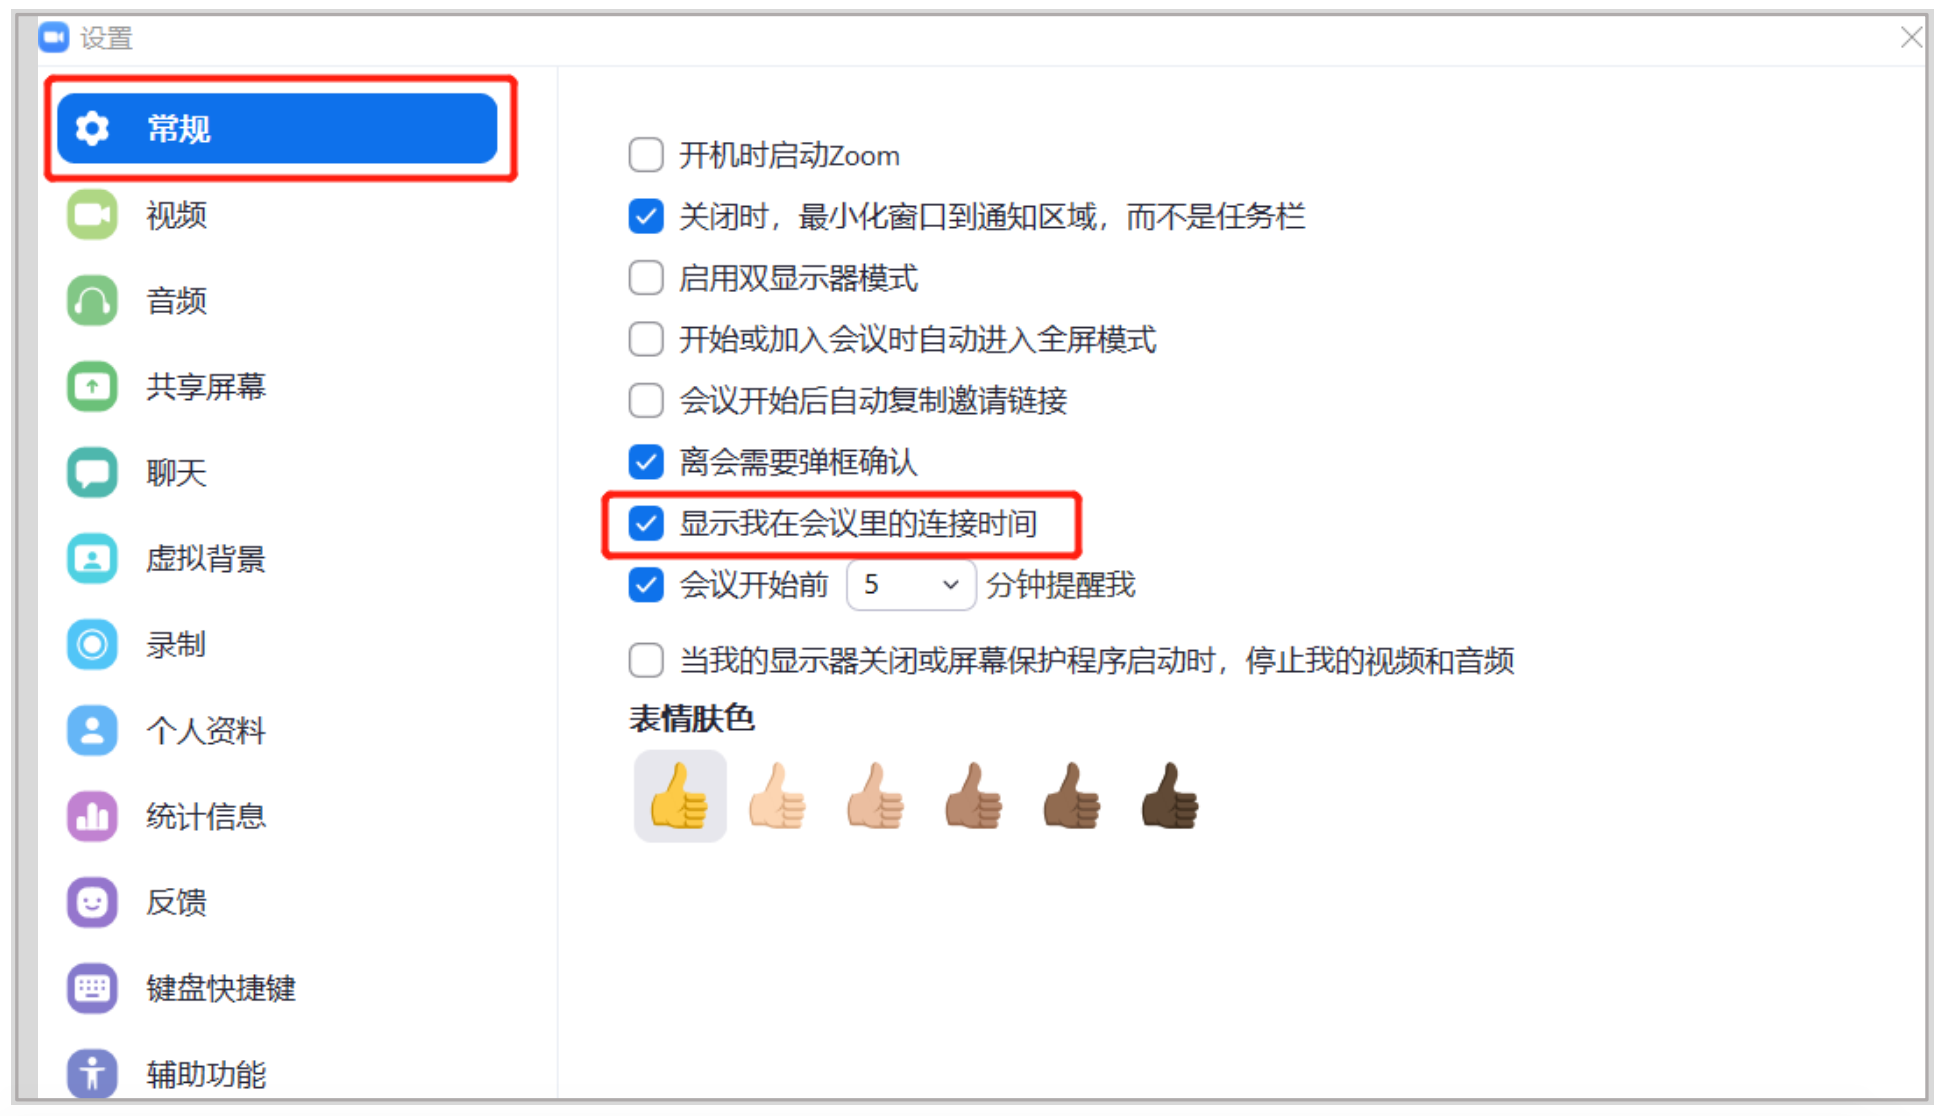 设置
常规
视频
音频
共享屏幕
聊天
虚拟背景
录制
个人资料
统计信息
反馈
键盘快捷键
辅助功能
开机时启动Zoom
关闭时，最小化窗口到通知区域，而不是任务栏
启用双显示器模式
开始或加入会议时自动进入全屏模式
会议开始后自动复制邀请链接
离会需要弹框确认
显示我在会议里的连接时间
会议开始前 5 分钟提醒我
当我的显示器关闭或屏幕保护程序启动时，停止我的视频和音频
表情肤色